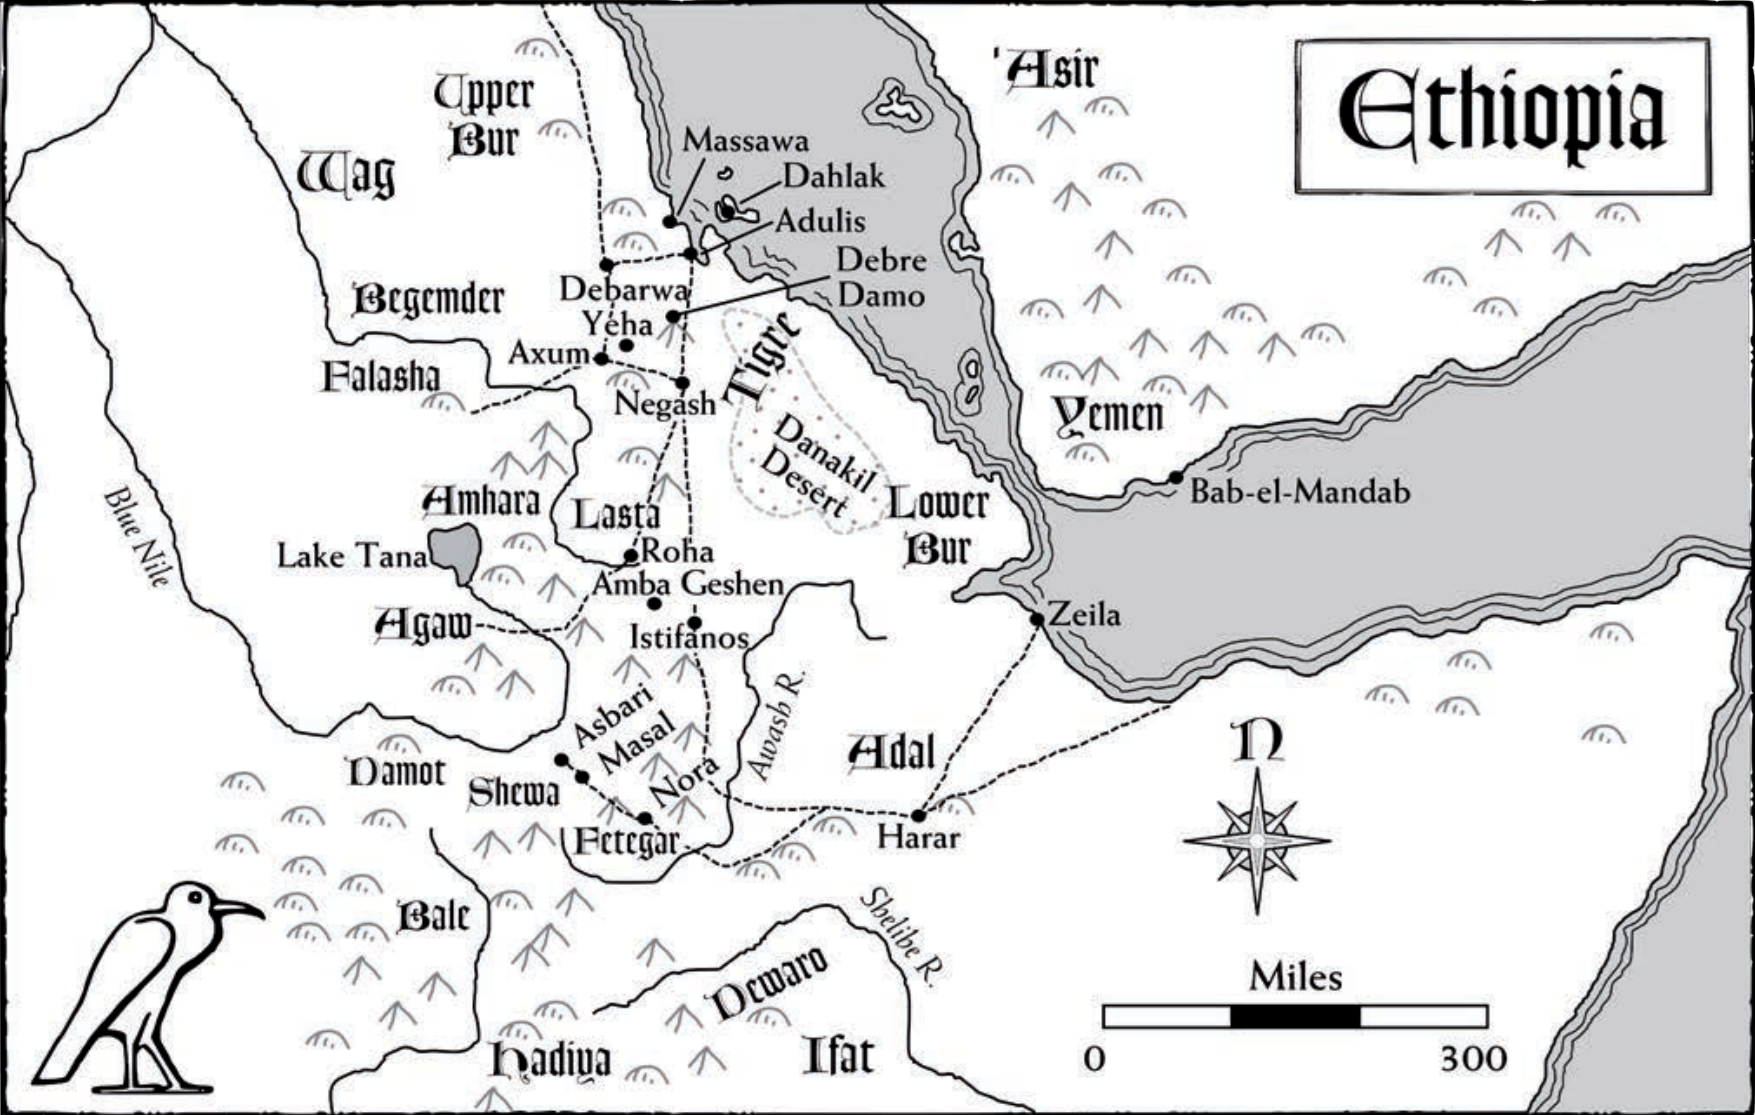 Ethiopia
'Asir
Upper
Bur
Wag
Massawa
Dahlak
Adulis
Debre
Damo
Debarwa
Begemder
Yeha
Axum
Tigre
Falasha
Negash
Yemen
Danakil
Desert
Blue Nile
Amhara
Lasta
Lower
Bur
Bab-el-Mandab
Lake Tana
Roha
Amba Geshen
Agaw
Istifanos
Zeila
Asbari
Masal
Awash R.
Adal
N
Damot
Shewa
Nora
Fetegar
Harar
Bale
Shelibe R.
Dewaro
Miles
0
300
Hadiya
Ifat